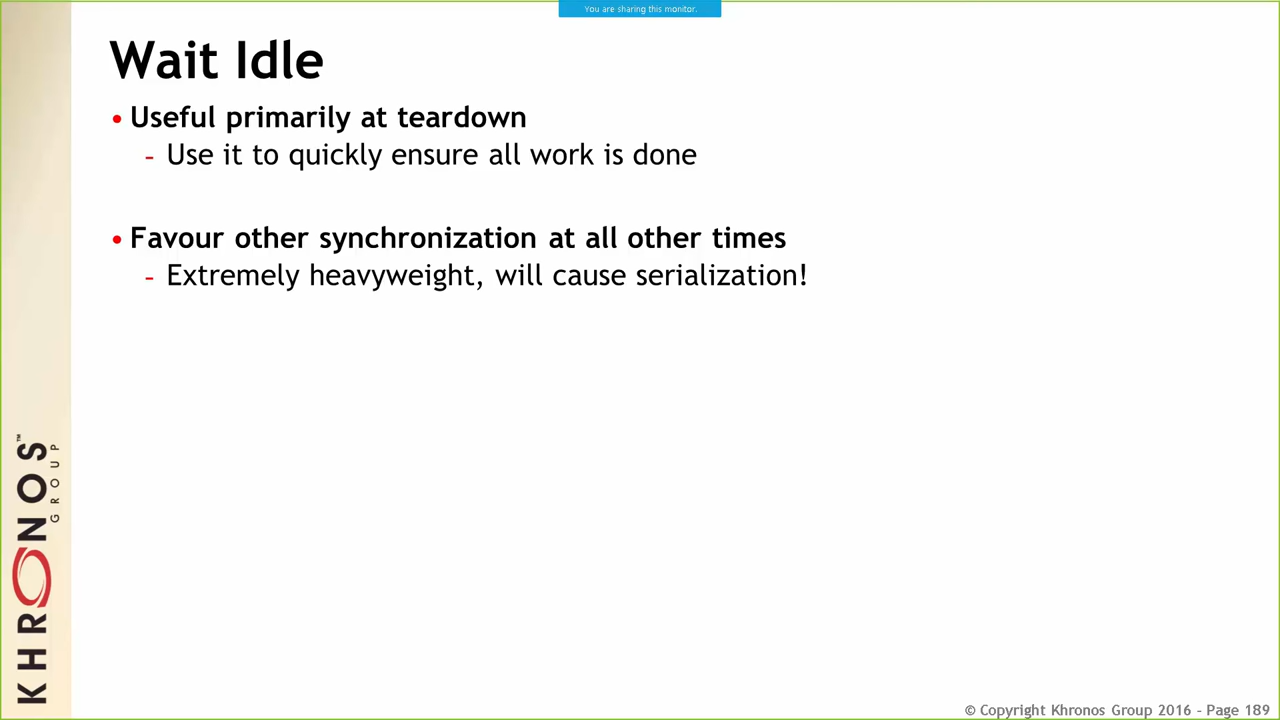 You are sharing this monitor.
Wait Idle
• Useful primarily at teardown
- Use it to quickly ensure all work is done
• Favour other synchronization at all other times
- Extremely heavyweight, will cause serialization!
KHRONOS™
GROUP
© Copyright Khronos Group 2016 - Page 189